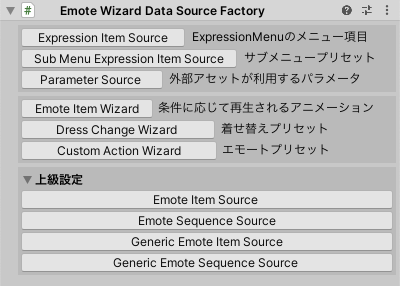 Emote Wizard Data Source Factory
Expression Item Source ExpressionMenuのメニュー項目
Sub Menu Expression Item Source サブメニュープリセット
Parameter Source 外部アセットが利用するパラメータ
Emote Item Wizard 条件に応じて再生されるアニメーション
Dress Change Wizard 着せ替えプリセット
Custom Action Wizard エモートプリセット
上級設定
Emote Item Source
Emote Sequence Source
Generic Emote Item Source
Generic Emote Sequence Source